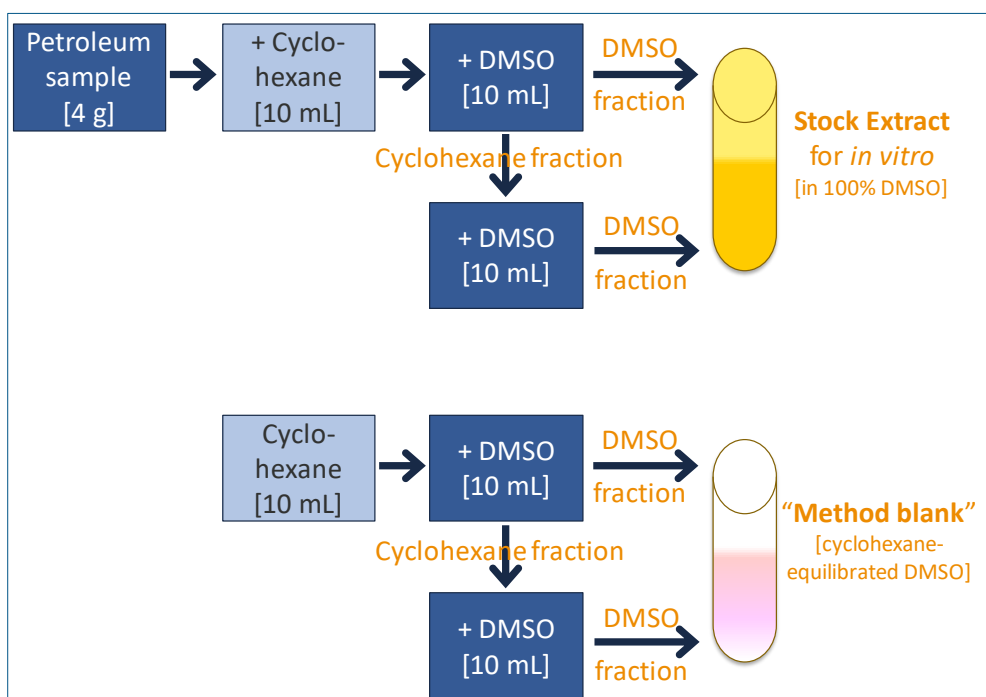 Petroleum
sample
[4 g]
+ Cyclo-
hexane
[10 mL]
+ DMSO
[10 mL]
DMSO
fraction
Cyclohexane fraction
+ DMSO
[10 mL]
DMSO
fraction
Stock Extract
for in vitro
[in 100% DMSO]
Cyclo-
hexane
[10 mL]
+ DMSO
[10 mL]
DMSO
fraction
Cyclohexane fraction
+ DMSO
[10 mL]
DMSO
fraction
“Method blank”
[cyclohexane-
equilibrated DMSO]